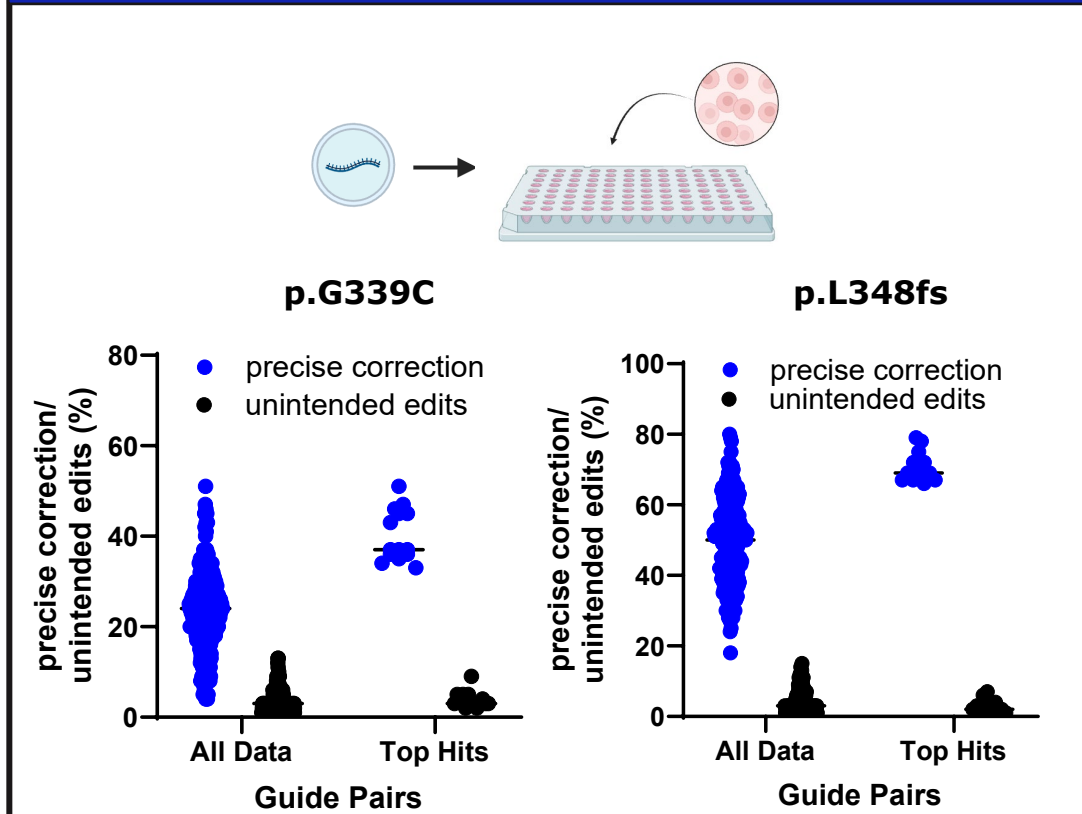 p.G339C
precise correction/
unintended edits (%)
80
60
40
20
0
precise correction
unintended edits
All Data
Top Hits
Guide Pairs
p.L348fs
precise correction/
unintended edits (%)
100
80
60
40
20
0
precise correction
unintended edits
All Data
Top Hits
Guide Pairs